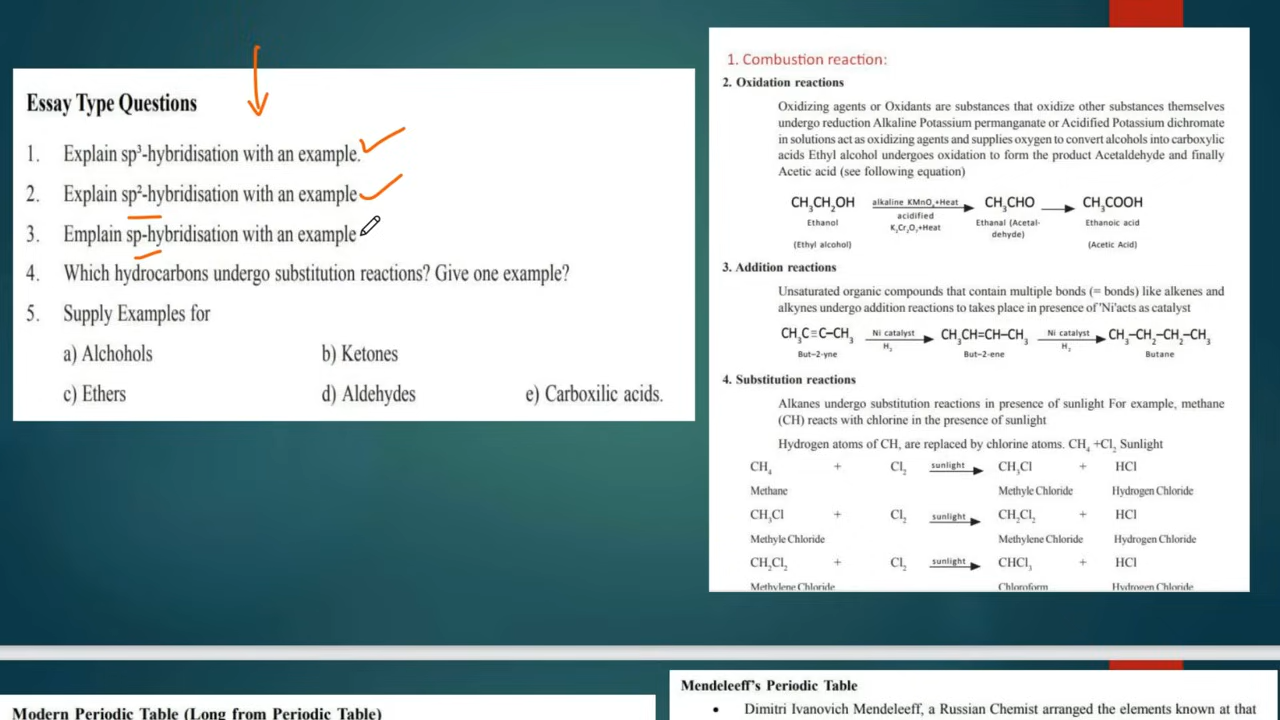 Essay Type Questions
1. Explain sp³-hybridisation with an example.
2. Explain sp²-hybridisation with an example
3. Emplain sp-hybridisation with an example
4. Which hydrocarbons undergo substitution reactions? Give one example?
5. Supply Examples for
a) Alchohols b) Ketones
c) Ethers d) Aldehydes e) Carboxilic acids.
1. Combustion reaction:
2. Oxidation reactions
Oxidizing agents or Oxidants are substances that oxidize other substances themselves
undergo reduction Alkaline Potassium permanganate or Acidified Potassium dichromate
in solutions act as oxidizing agents and supplies oxygen to convert alcohols into carboxylic
acids Ethyl alcohol undergoes oxidation to form the product Acetaldehyde and finally
Acetic acid (see following equation)
CH₃CH₂OH alkaline KMnO₄+Heat CH₃CHO CH₃COOH
Ethanol acidified Ethanal (Acetal- Ethanoic acid
K₂Cr₂O₇+Heat dehyde)
(Ethyl alcohol) (Acetic Acid)
3. Addition reactions
Unsaturated organic compounds that contain multiple bonds (= bonds) like alkenes and
alkynes undergo addition reactions to takes place in presence of 'Ni'acts as catalyst
CH₃C≡C–CH₃ Ni catalyst H₂ CH₃CH=CH–CH₃ Ni catalyst H₂ CH₃–CH₂–CH₂–CH₃
But–2–yne But–2-ene Butane
4. Substitution reactions
Alkanes undergo substitution reactions in presence of sunlight For example, methane
(CH) reacts with chlorine in the presence of sunlight
Hydrogen atoms of CH, are replaced by chlorine atoms. CH₄ +Cl₂ Sunlight
CH₄ + Cl₂ sunlight CH₃Cl + HCl
Methane Methyle Chloride Hydrogen Chloride
CH₃Cl + Cl₂ sunlight CH₂Cl₂ + HCl
Methyle Chloride Methylene Chloride Hydrogen Chloride
CH₂Cl₂ + Cl₂ sunlight CHCl₃ + HCl
Methylene Chloride Chloroform Hydrogen Chloride
Modern Periodic Table (Long from Periodic Table)
Mendeleeff's Periodic Table
• Dimitri Ivanovich Mendeleeff, a Russian Chemist arranged the elements known at that